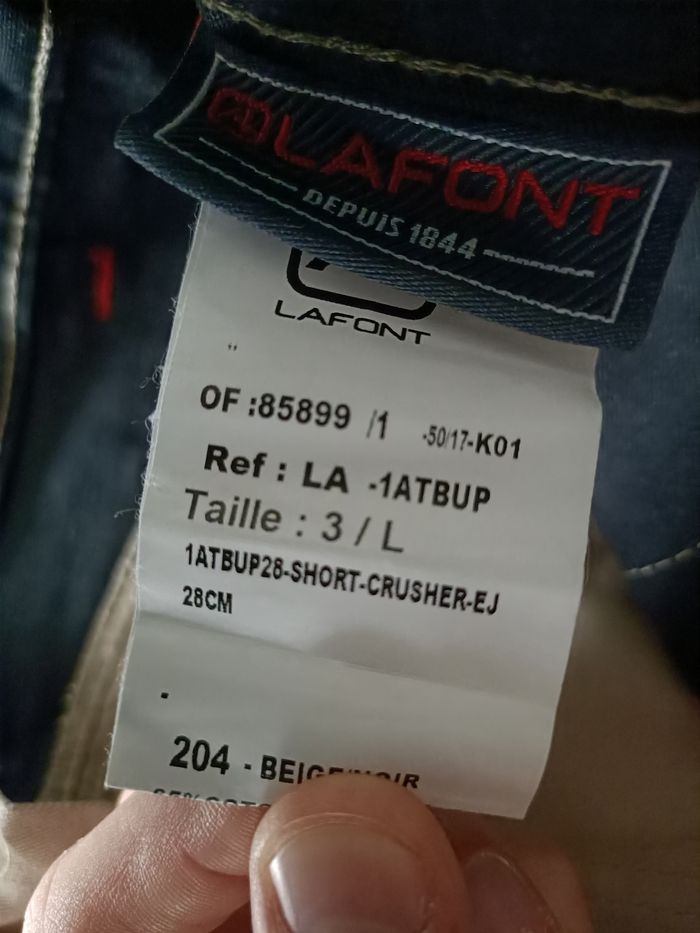 LAFONT
DEPUIS 1844
LAFONT
OF :85899 /1 -50/17-K01
Ref : LA -1ATBUP
Taille : 3 / L
1ATBUP28-SHORT-CRUSHER-EJ
28CM
204 - BEIGE/NOIR